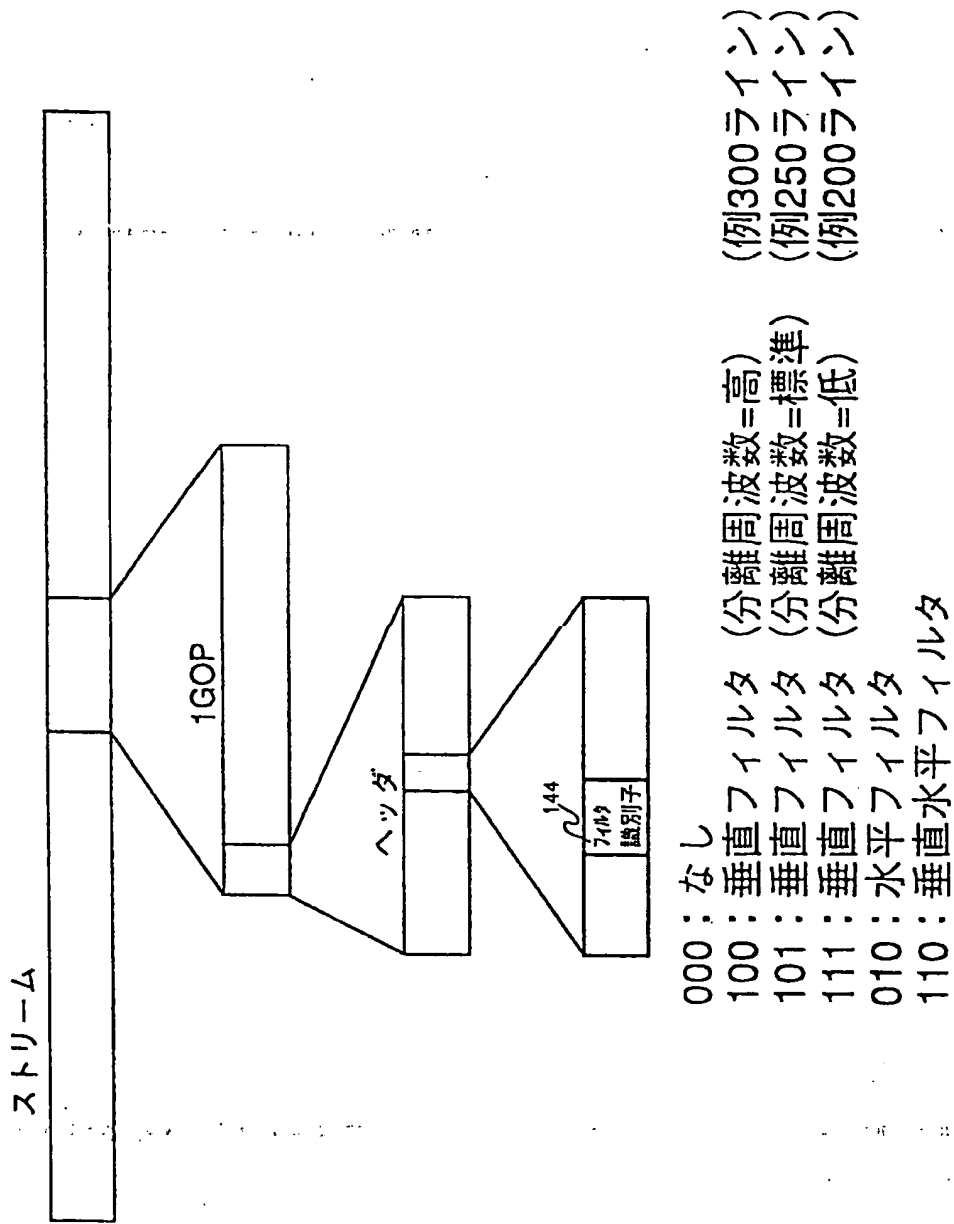 ストリーム
1GOP
ヘッダ
144
フィルタ
識別子
000：なし
100：垂直フィルタ (分離周波数=高) (例300ライン)
101：垂直フィルタ (分離周波数=標準) (例250ライン)
111：垂直フィルタ (分離周波数=低) (例200ライン)
010：水平フィルタ
110：垂直水平フィルタ